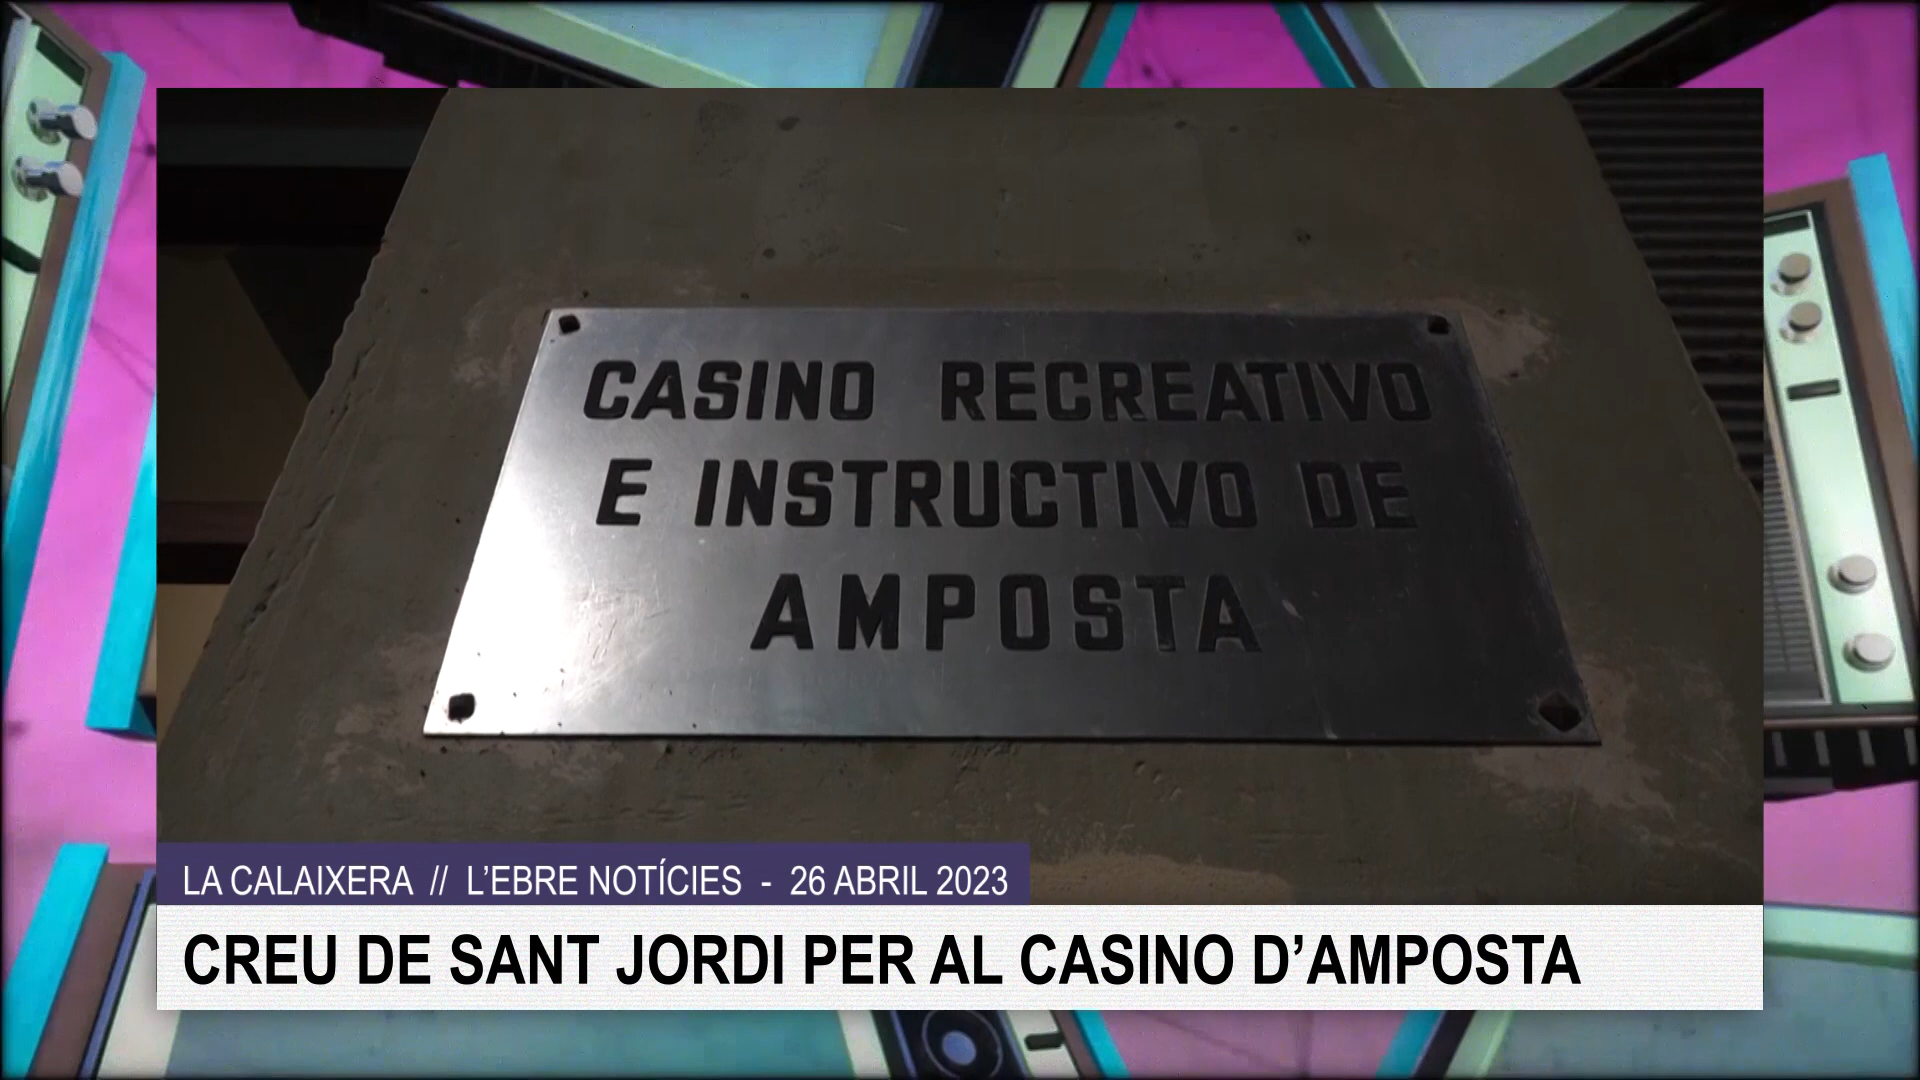 CASINO RECREATIVO
E INSTRUCTIVO DE
AMPOSTA
LA CALAIXERA // L'EBRE NOTÍCIES - 26 ABRIL 2023
CREU DE SANT JORDI PER AL CASINO D'AMPOSTA